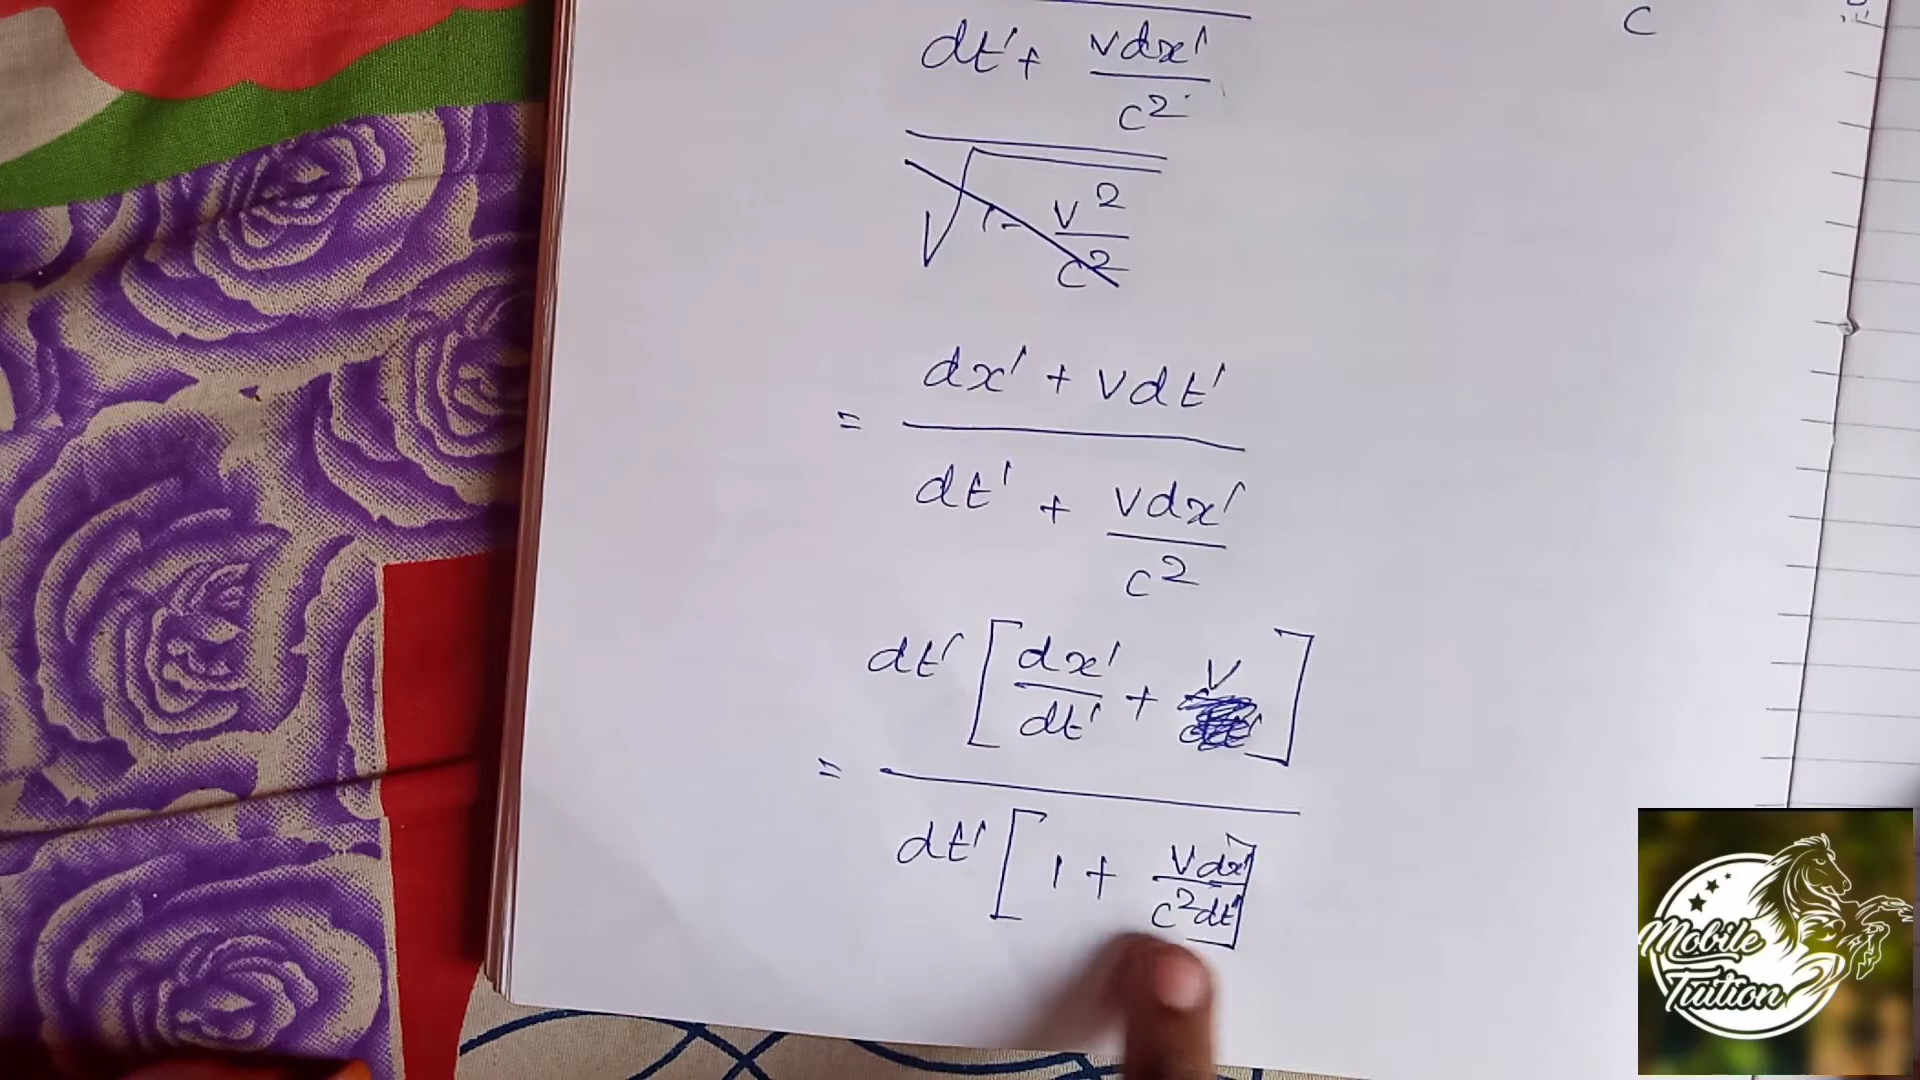 C
dt' + vdx'/c²
√1 - v²/c²
= dx' + vdt'
dt' + vdx'/c²
dt' [dx'/dt' + v]
=
dt' [1 + vdx'/c²dt']
Mobile
Tuition